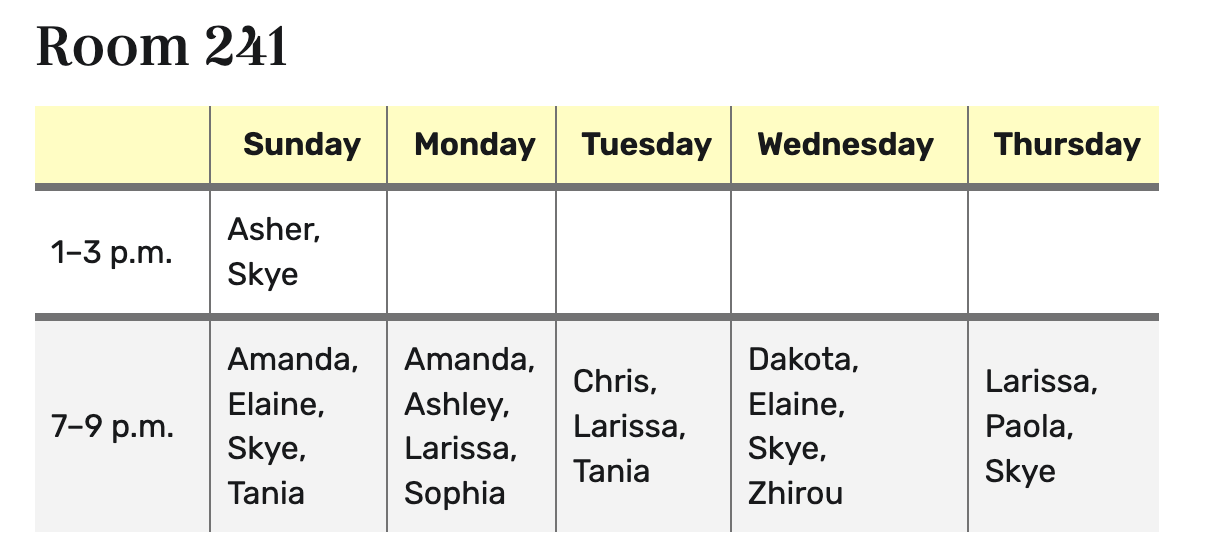 Room 241
Sunday Monday Tuesday Wednesday Thursday
1–3 p.m.
Asher,
Skye
7–9 p.m.
Amanda,
Elaine,
Skye,
Tania
Amanda,
Ashley,
Larissa,
Sophia
Chris,
Larissa,
Tania
Dakota,
Elaine,
Skye,
Zhirou
Larissa,
Paola,
Skye